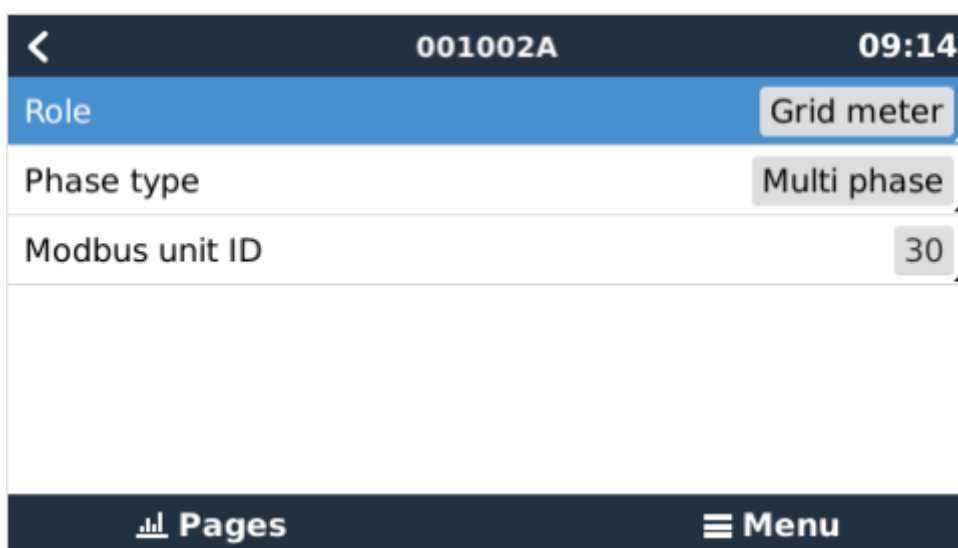 001002A 09:14
Role Grid meter
Phase type Multi phase
Modbus unit ID 30
Pages Menu